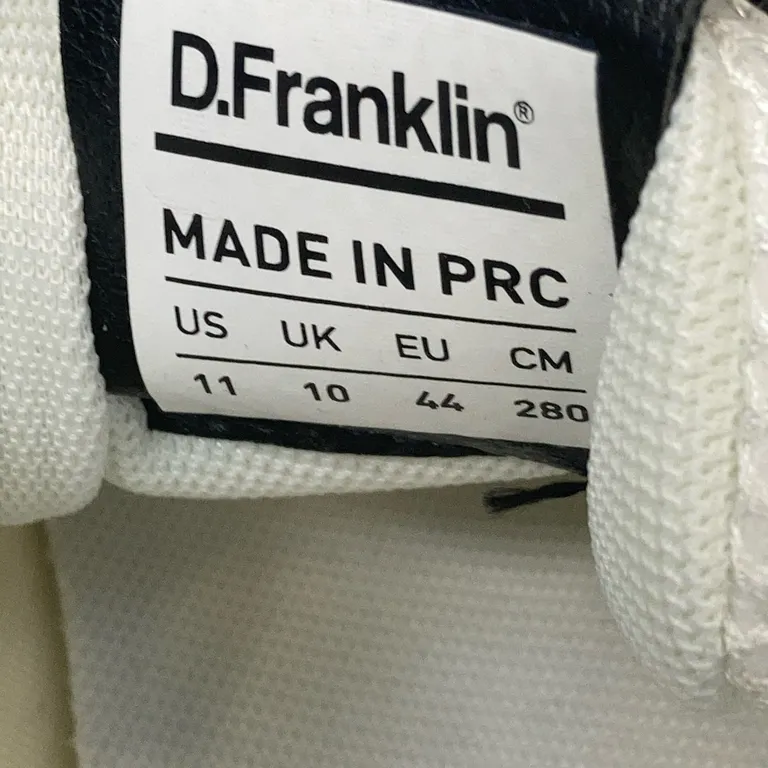 D.Franklin®
MADE IN PRC
US UK EU CM
11 10 44 280